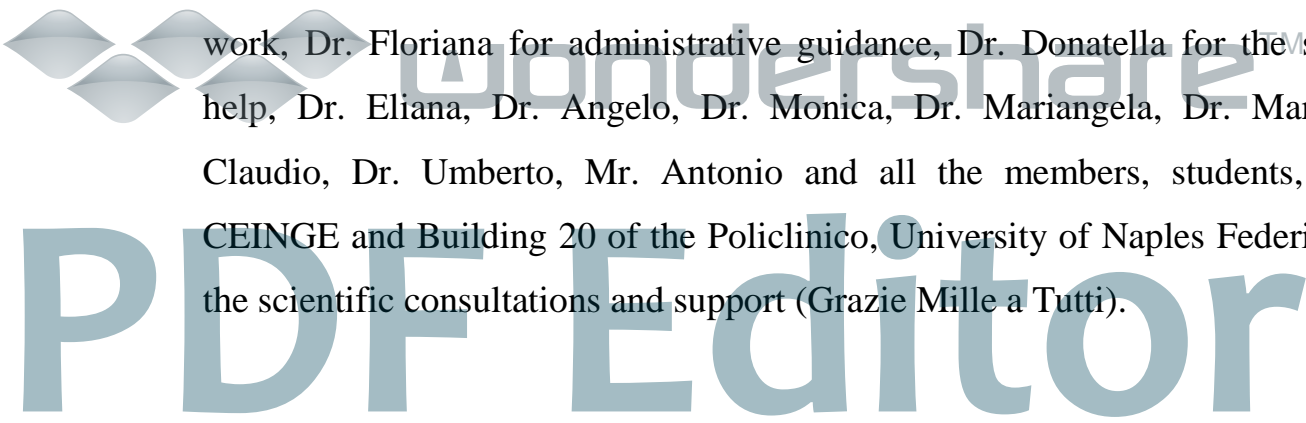 work, Dr. Floriana for administrative guidance, Dr. Donatella for the
help, Dr. Eliana, Dr. Angelo, Dr. Monica, Dr. Mariangela, Dr.
Claudio, Dr. Umberto, Mr. Antonio and all the members, students,
CEINGE and Building 20 of the Policlinico, University of Naples
the scientific consultations and support (Grazie Mille a Tutti).
wondershare™
PDF Editor